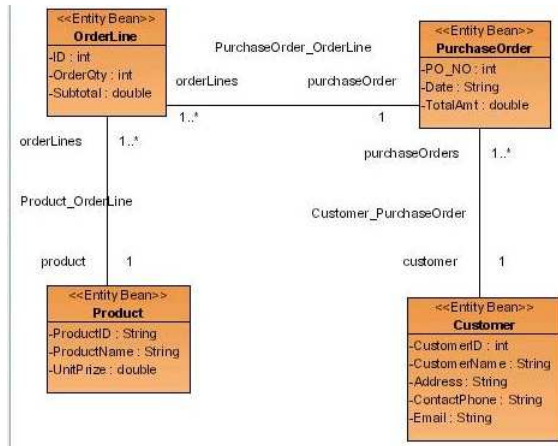 <<Entity Bean>>
OrderLine
-ID : int
-OrderQty : int
-Subtotal : double
PurchaseOrder_OrderLine
orderLines
purchaseOrder
1..*
1
<<Entity Bean>>
PurchaseOrder
-PO_NO : int
-Date : String
-TotalAmt : double
orderLines
1..*
Product_OrderLine
product
1
purchaseOrders
1..*
Customer_PurchaseOrder
customer
1
<<Entity Bean>>
Product
-ProductID : String
-ProductName : String
-UnitPrize : double
<<Entity Bean>>
Customer
-CustomerID : int
-CustomerName : String
-Address : String
-ContactPhone : String
-Email : String